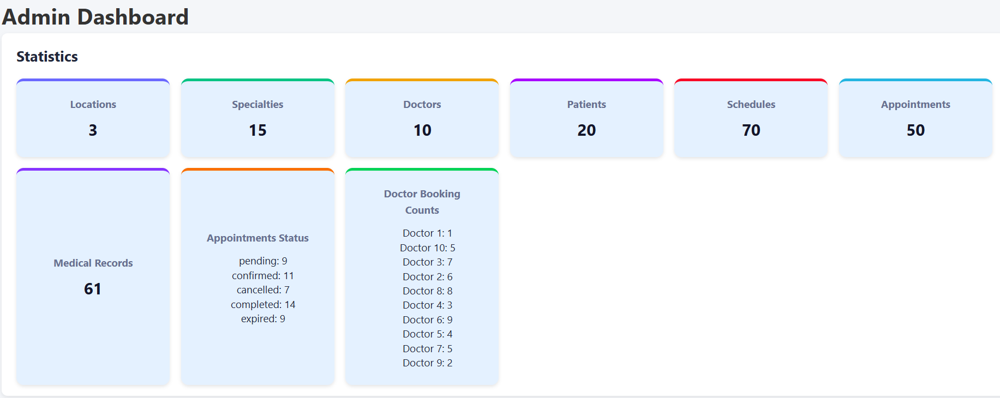 Admin Dashboard
Statistics
Locations
3
Specialties
15
Doctors
10
Patients
20
Schedules
70
Appointments
50
Medical Records
61
Appointments Status
pending: 9
confirmed: 11
cancelled: 7
completed: 14
expired: 9
Doctor Booking
Counts
Doctor 1: 1
Doctor 10: 5
Doctor 3: 7
Doctor 2: 6
Doctor 8: 8
Doctor 4: 3
Doctor 6: 9
Doctor 5: 4
Doctor 7: 5
Doctor 9: 2